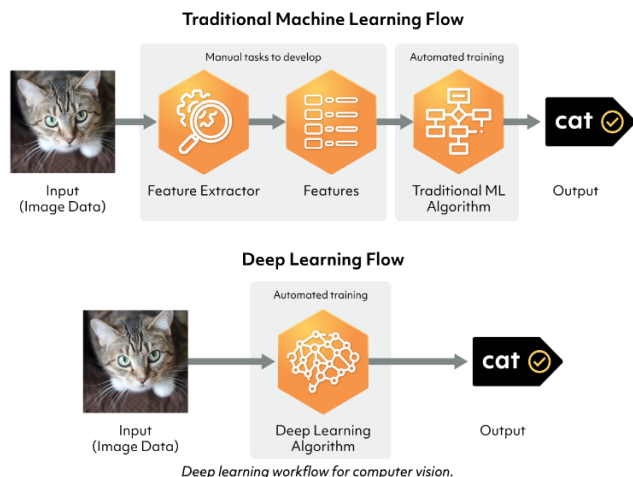 Traditional Machine Learning Flow
Manual tasks to develop
Automated training
cat
Input
(Image Data)
Feature Extractor
Features
Traditional ML
Algorithm
Output
Deep Learning Flow
Automated training
cat
Input
(Image Data)
Deep Learning
Algorithm
Output
Deep learning workflow for computer vision.